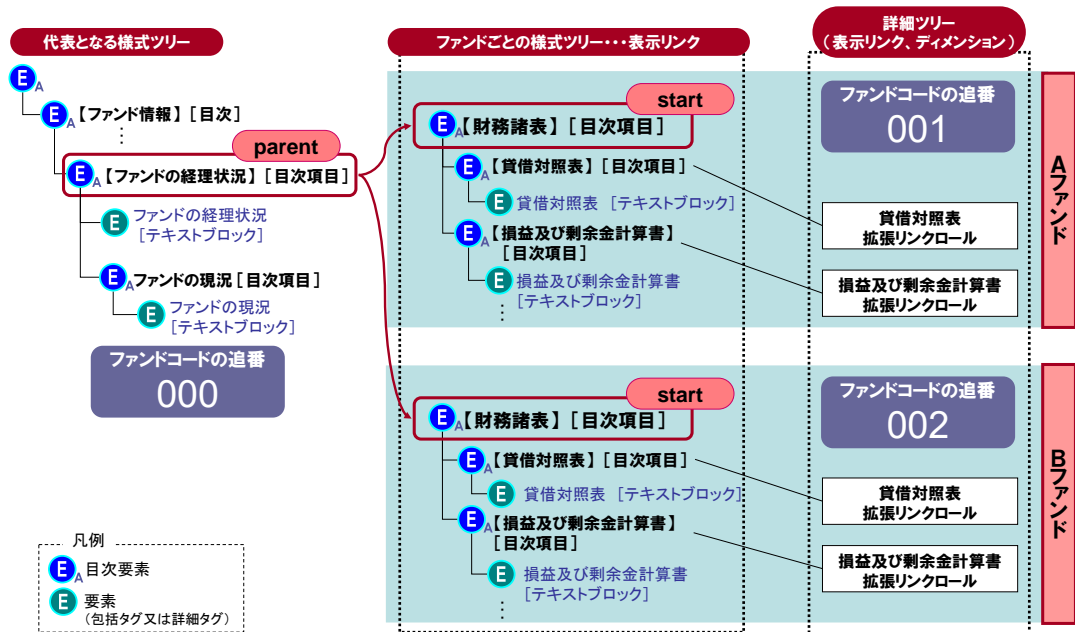 代表となる様式ツリー
E
A
E
A
【ファンド情報】 [目次]
⋮
parent
E
A
【ファンドの経理状況】 [目次項目]
E
ファンドの経理状況
[テキストブロック]
E
A
ファンドの現況 [目次項目]
E
ファンドの現況
[テキストブロック]
ファンドコードの追番
000
凡例
E
A
目次要素
E
要素
(包括タグ又は詳細タグ)
ファンドごとの様式ツリー・・・表示リンク
start
E
A
【財務諸表】 [目次項目]
E
A
【貸借対照表】 [目次項目]
E
貸借対照表 [テキストブロック]
E
A
【損益及び剰余金計算書】
[目次項目]
E
損益及び剰余金計算書
[テキストブロック]
⋮
start
E
A
【財務諸表】 [目次項目]
E
A
【貸借対照表】 [目次項目]
E
貸借対照表 [テキストブロック]
E
A
【損益及び剰余金計算書】
[目次項目]
E
損益及び剰余金計算書
[テキストブロック]
⋮
詳細ツリー
(表示リンク、ディメンション)
ファンドコードの追番
001
貸借対照表
拡張リンクロール
損益及び剰余金計算書
拡張リンクロール
Aファンド
ファンドコードの追番
002
貸借対照表
拡張リンクロール
損益及び剰余金計算書
拡張リンクロール
Bファンド